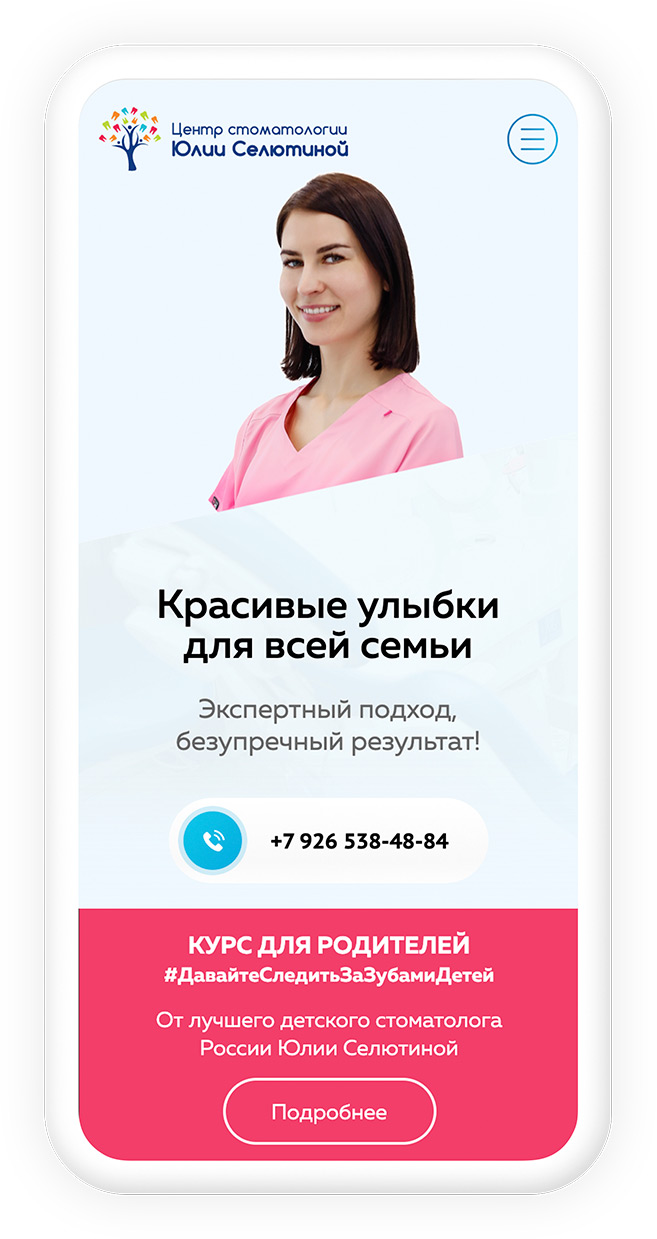 Центр стоматологии
Юлии Селютиной
Красивые улыбки
для всей семьи
Экспертный подход,
безупречный результат!
+7 926 538-48-84
КУРС ДЛЯ РОДИТЕЛЕЙ
#ДавайтеСледитьЗаЗубамиДетей
От лучшего детского стоматолога
России Юлии Селютиной
Подробнее